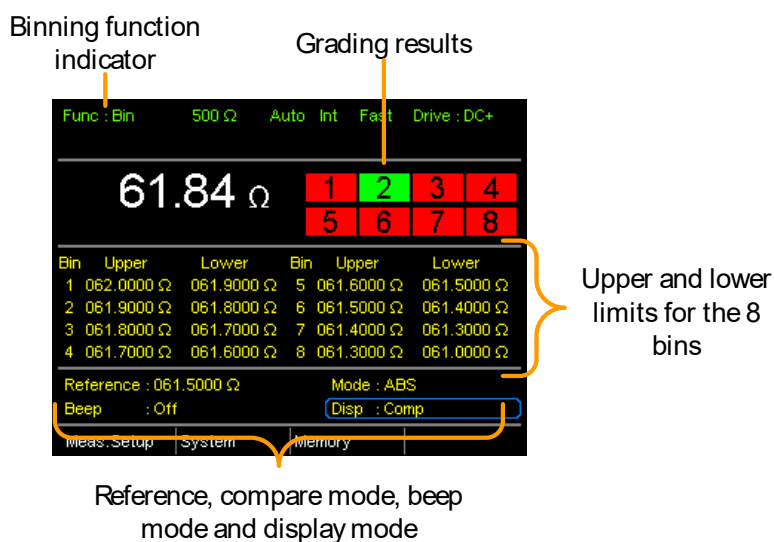 Binning function
indicator
Grading results
Func : Bin 500 Ω Auto Int Fast Drive : DC+
61.84 Ω
1 2 3 4
5 6 7 8
Bin Upper Lower Bin Upper Lower
1 062.0000 Ω 061.9000 Ω 5 061.6000 Ω 061.5000 Ω
2 061.9000 Ω 061.8000 Ω 6 061.5000 Ω 061.4000 Ω
3 061.8000 Ω 061.7000 Ω 7 061.4000 Ω 061.3000 Ω
4 061.7000 Ω 061.6000 Ω 8 061.3000 Ω 061.0000 Ω
Upper and lower
limits for the 8
bins
Reference : 061.5000 Ω Mode : ABS
Beep : Off Disp : Comp
Meas.Setup System Memory
Reference, compare mode, beep
mode and display mode